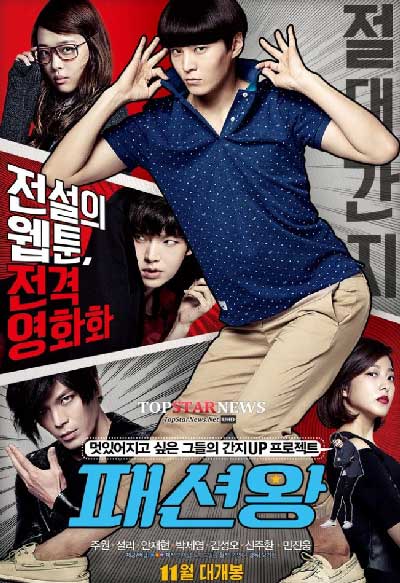 절대간지
전설의
웹툰,
전격
영화화
TOPSTARNEWS
TopStarNews.Net
멋있어지고 싶은 그들의 간지UP 프로젝트
패션왕
주원·설리·안재현·박세영·김성오·신주환·민진웅
11월 대개봉